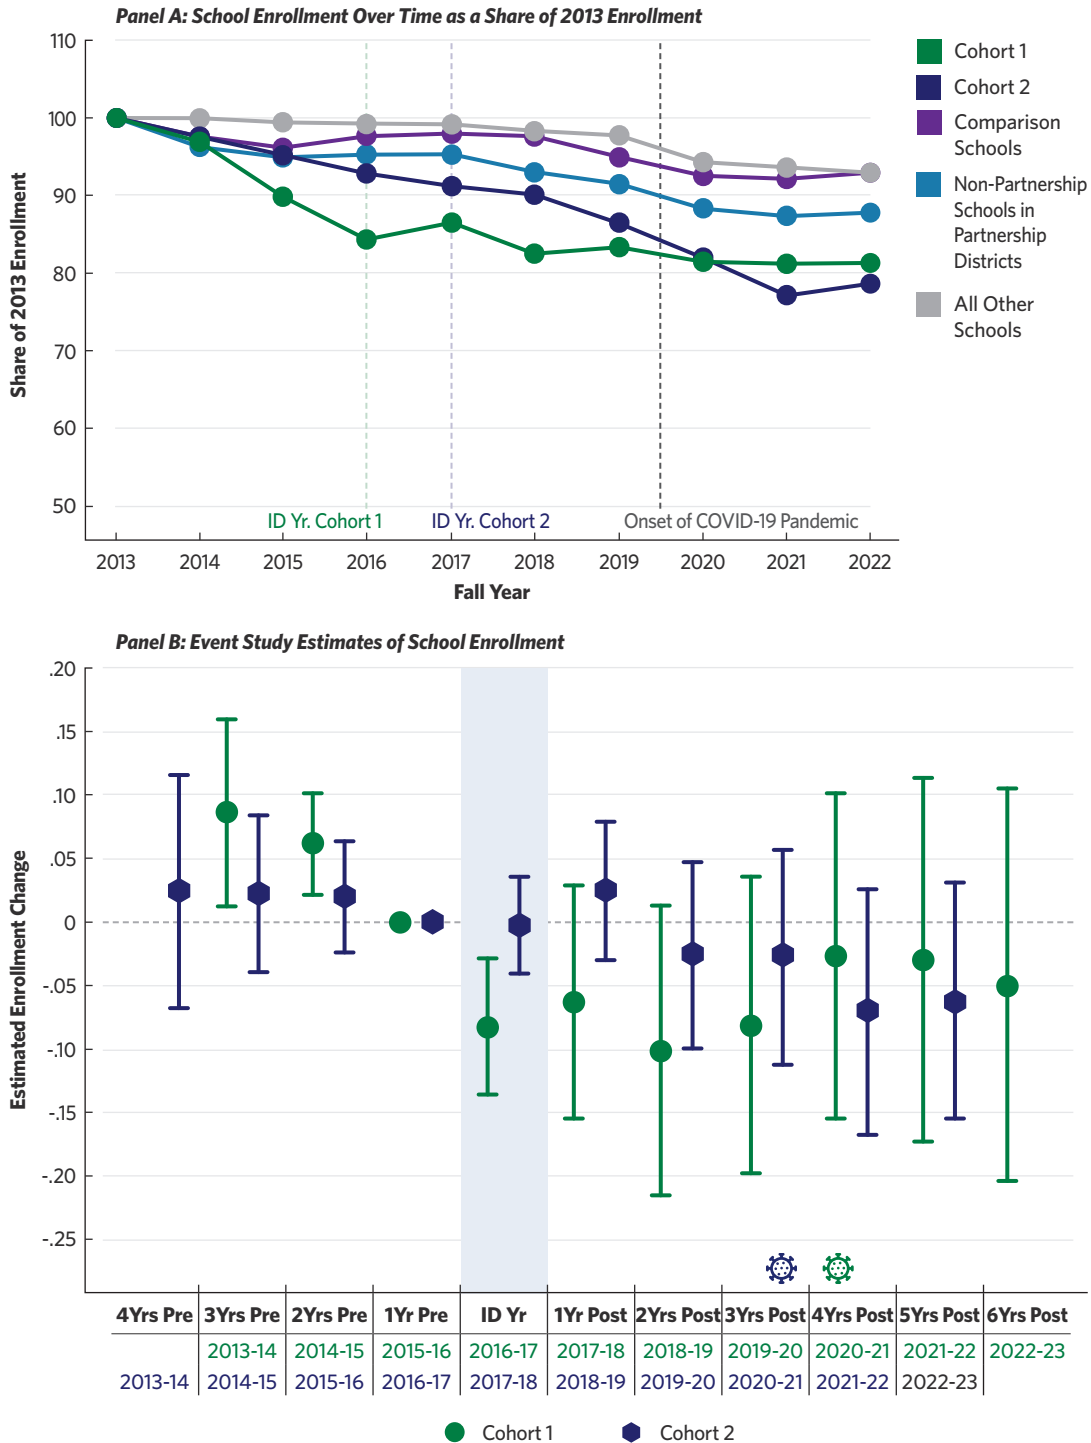 Panel A: School Enrollment Over Time as a Share of 2013 Enrollment
110
100
90
80
70
60
50
Share of 2013 Enrollment
ID Yr. Cohort 1
ID Yr. Cohort 2
Onset of COVID-19 Pandemic
2013 2014 2015 2016 2017 2018 2019 2020 2021 2022
Fall Year
Cohort 1
Cohort 2
Comparison
Schools
Non-Partnership
Schools in
Partnership
Districts
All Other
Schools
Panel B: Event Study Estimates of School Enrollment
.20
.15
.10
.05
0
-.05
-.10
-.15
-.20
-.25
Estimated Enrollment Change
4Yrs Pre 3Yrs Pre 2Yrs Pre 1Yr Pre ID Yr 1Yr Post 2Yrs Post 3Yrs Post 4Yrs Post 5Yrs Post 6Yrs Post
2013-14 2014-15 2015-16 2016-17 2017-18 2018-19 2019-20 2020-21 2021-22 2022-23
2013-14 2014-15 2015-16 2016-17 2017-18 2018-19 2019-20 2020-21 2021-22 2022-23
Cohort 1
Cohort 2